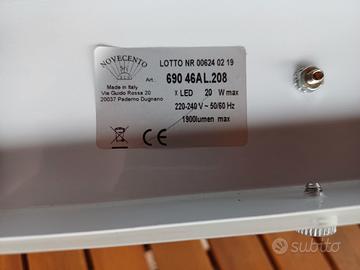 NOVECENTO
Made in Italy
Via Guido Rossa 20
20037 Paderno Dugnano
LOTTO NR 00624 02 19
Art.: 690 46AL.208
x LED 20 W max
220-240 V ~ 50/60 Hz
1900lumen max
CE
subito